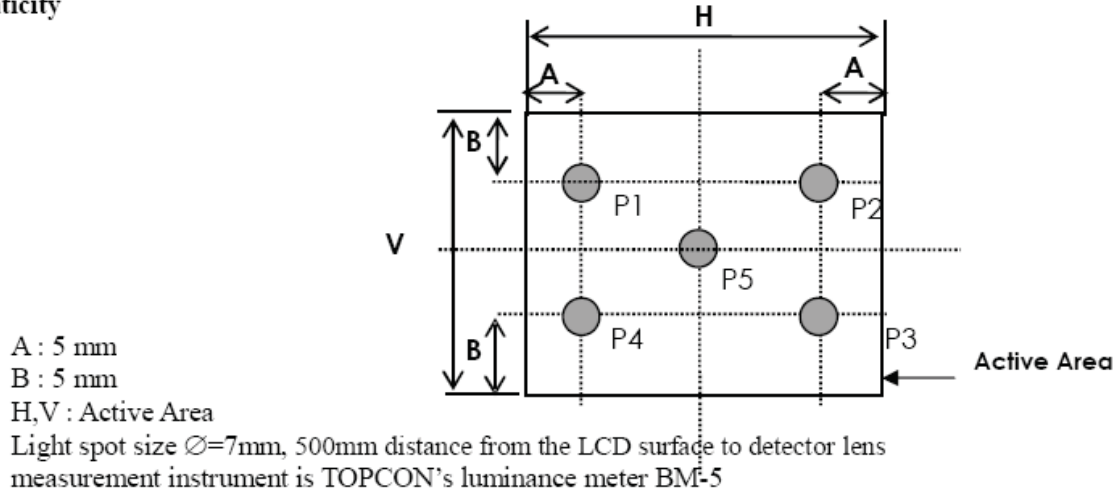 H
A A
B
P1 P2
V
P5
B P4 P3
Active Area
A : 5 mm
B : 5 mm
H,V : Active Area
Light spot size ∅=7mm, 500mm distance from the LCD surface to detector lens
measurement instrument is TOPCON's luminance meter BM-5